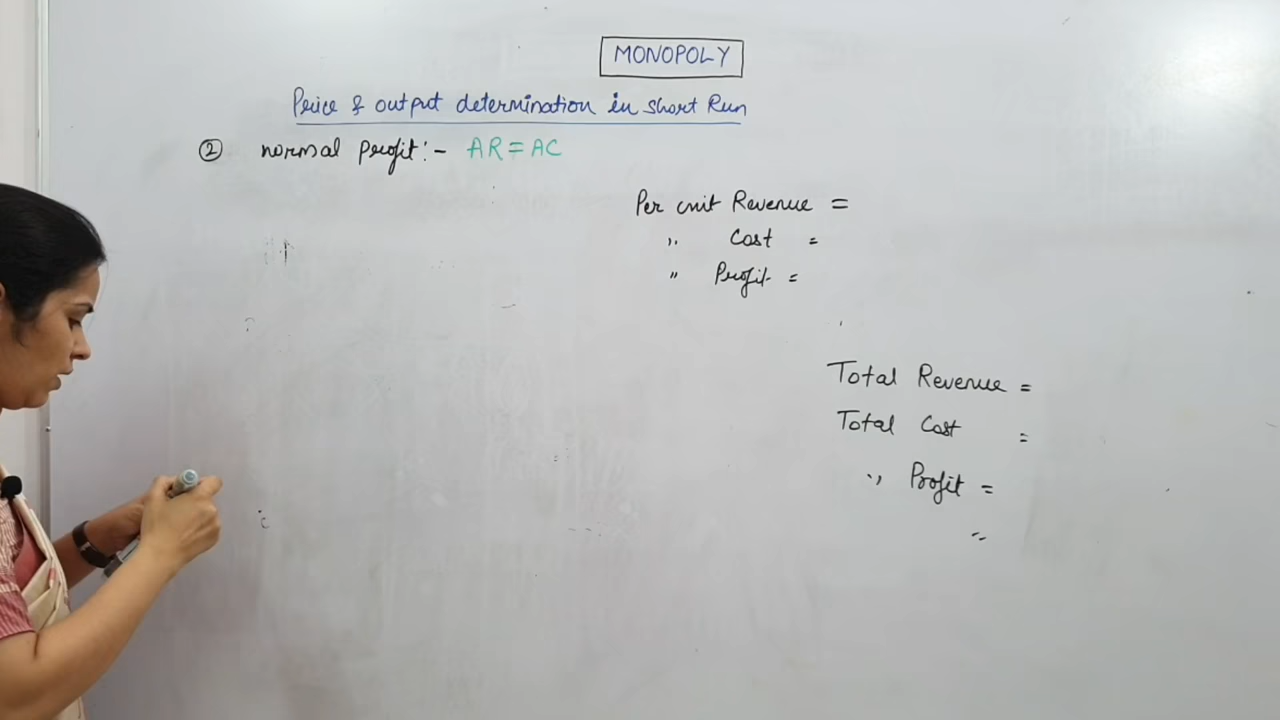 MONOPOLY
Price & output determination in short Run
② normal profit:- AR = AC
Per unit Revenue =
,, Cost =
" Profit =
Total Revenue =
Total Cost =
,, Profit =